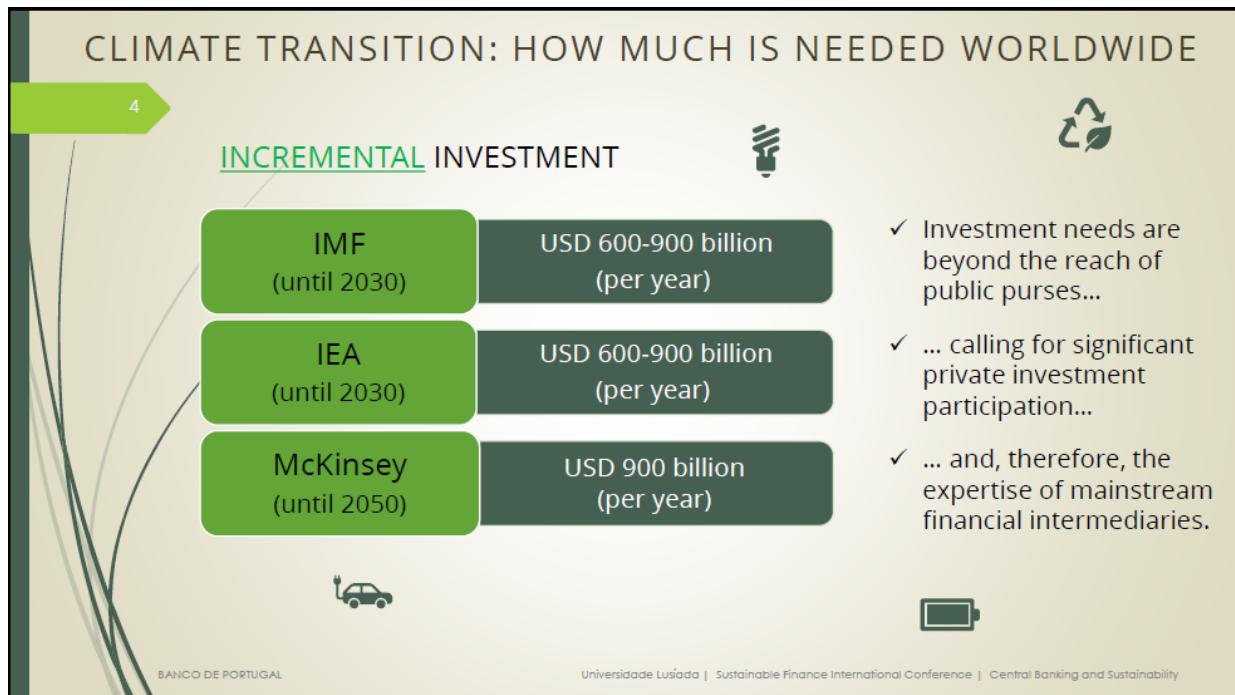 CLIMATE TRANSITION: HOW MUCH IS NEEDED WORLDWIDE
4
INCREMENTAL INVESTMENT
IMF
(until 2030)
USD 600-900 billion
(per year)
IEA
(until 2030)
USD 600-900 billion
(per year)
McKinsey
(until 2050)
USD 900 billion
(per year)
✓ Investment needs are
beyond the reach of
public purses…
✓ … calling for significant
private investment
participation…
✓ … and, therefore, the
expertise of mainstream
financial intermediaries.
BANCO DE PORTUGAL
Universidade Lusíada | Sustainable Finance International Conference | Central Banking and Sustainability